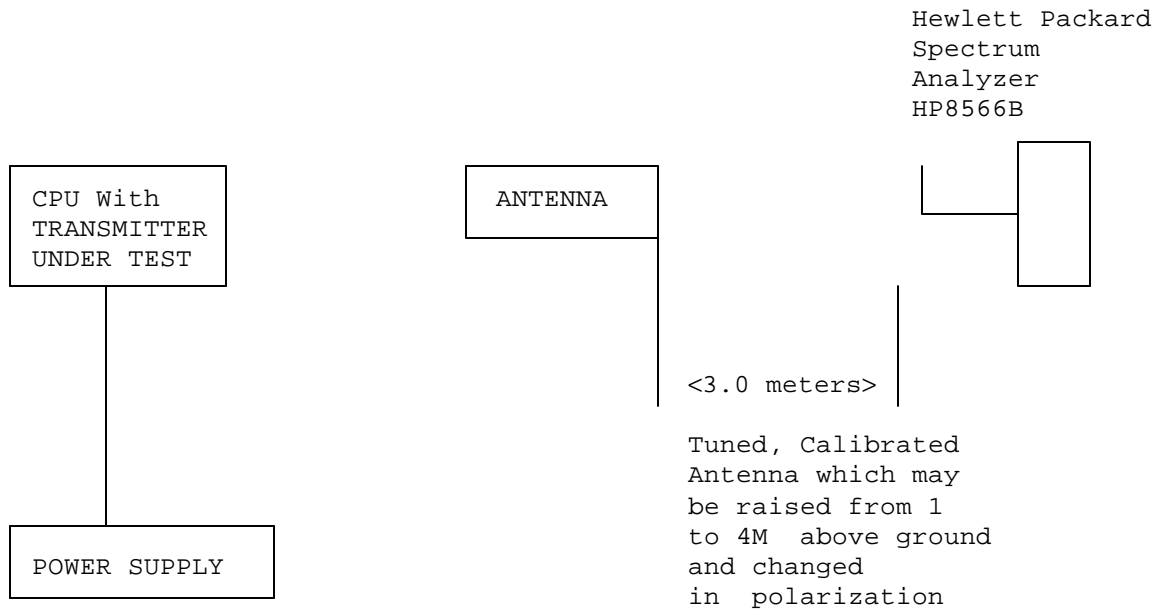 Hewlett Packard
Spectrum
Analyzer
HP8566B
CPU With
TRANSMITTER
UNDER TEST
ANTENNA
<3.0 meters>
Tuned, Calibrated
Antenna which may
be raised from 1
to 4M above ground
and changed
in polarization
POWER SUPPLY